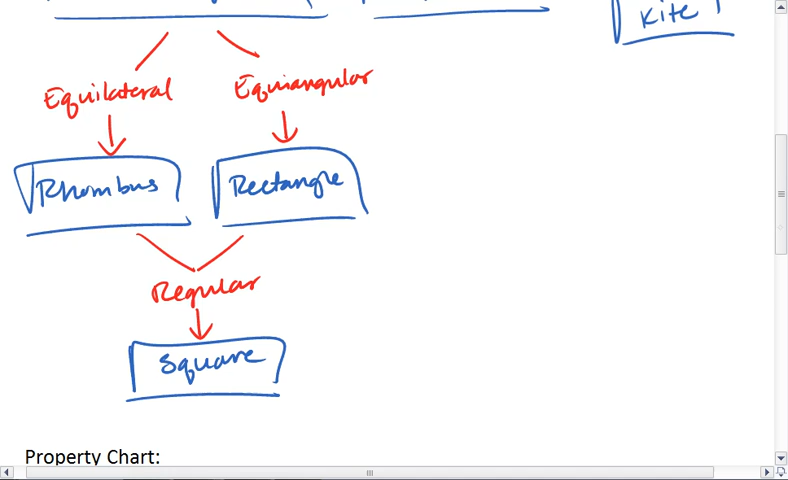 Kite
Equilateral
Equiangular
Rhombus
Rectangle
Regular
Square
Property Chart: